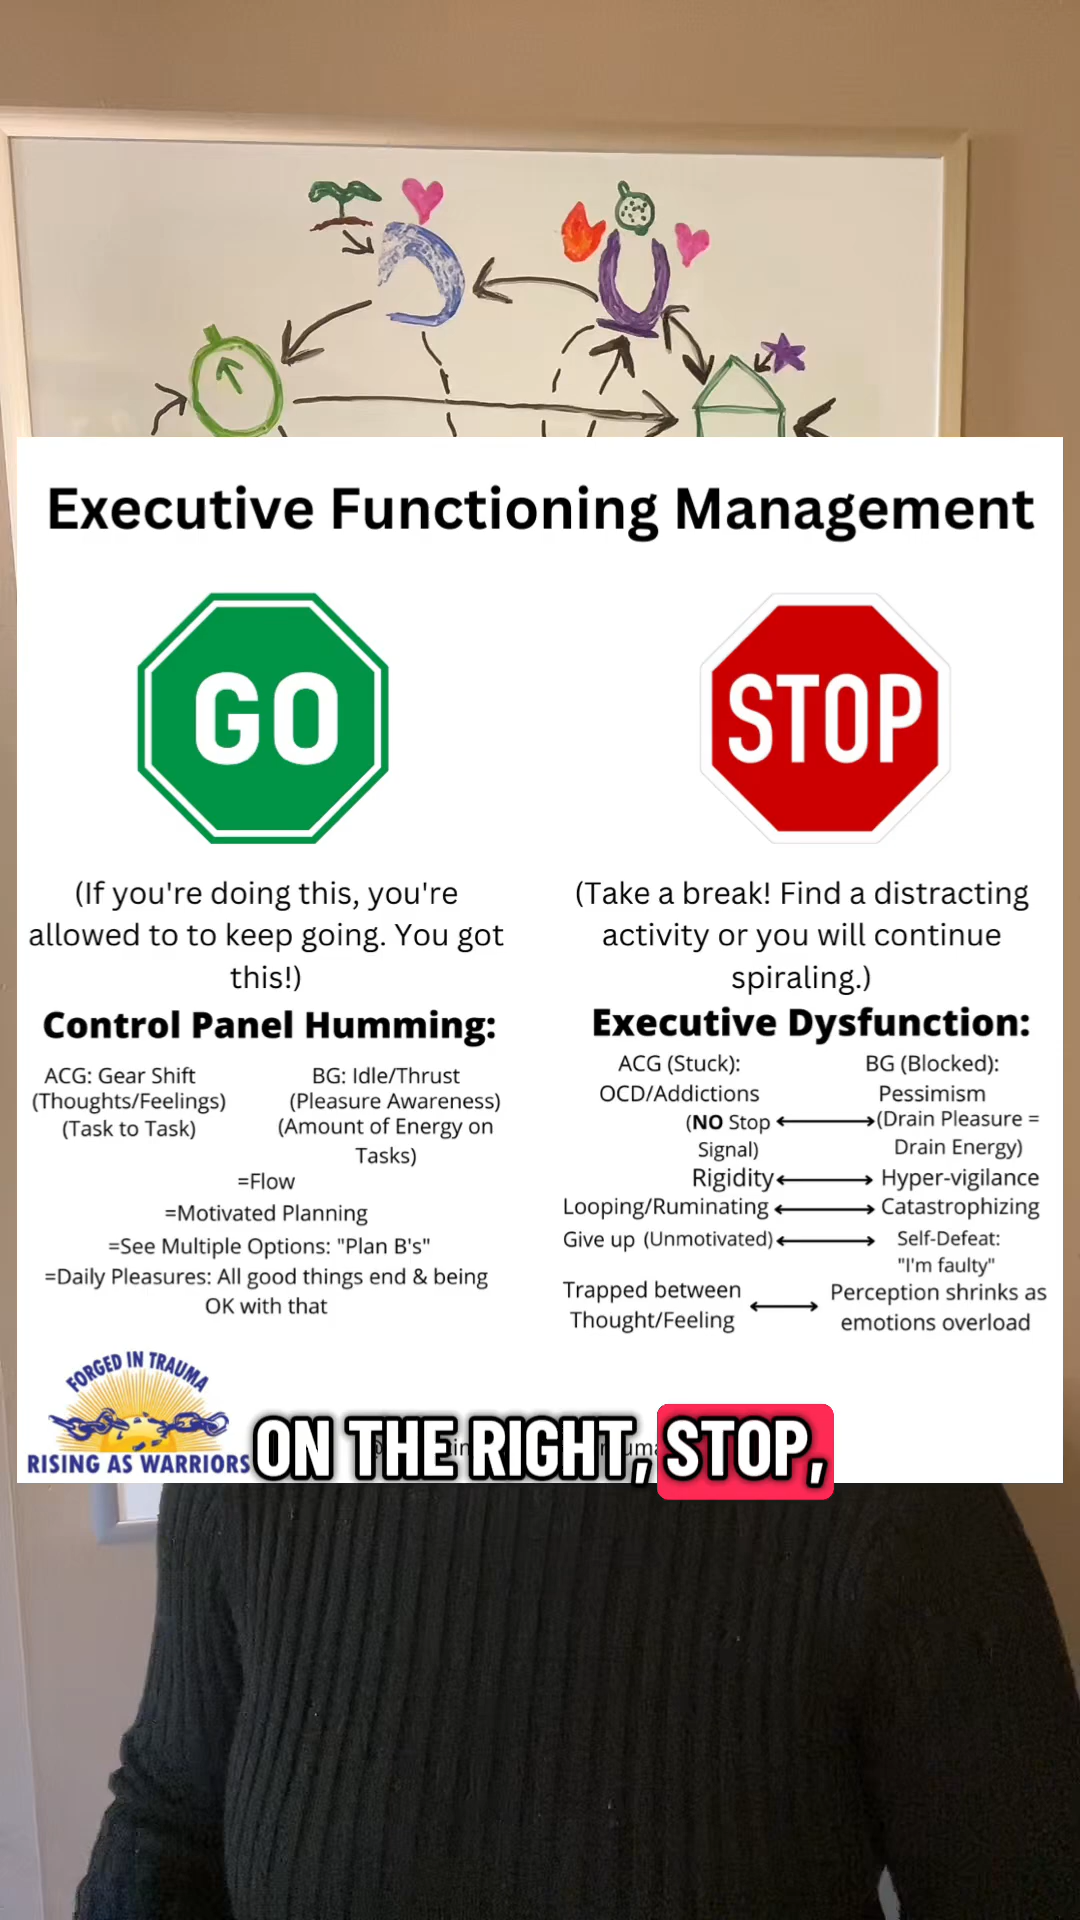 Executive Functioning Management
GO
STOP
(If you're doing this, you're
allowed to to keep going. You got
this!)
(Take a break! Find a distracting
activity or you will continue
spiraling.)
Control Panel Humming:
ACG: Gear Shift
(Thoughts/Feelings)
(Task to Task)
BG: Idle/Thrust
(Pleasure Awareness)
(Amount of Energy on
Tasks)
=Flow
=Motivated Planning
=See Multiple Options: "Plan B's"
=Daily Pleasures: All good things end & being
OK with that
Executive Dysfunction:
ACG (Stuck):
BG (Blocked):
OCD/Addictions
Pessimism
(NO Stop
Signal)
(Drain Pleasure =
Drain Energy)
Rigidity
Hyper-vigilance
Looping/Ruminating
Catastrophizing
Give up (Unmotivated)
Self-Defeat:
"I'm faulty"
Trapped between
Thought/Feeling
Perception shrinks as
emotions overload
FORGED IN TRAUMA
RISING AS WARRIORS
ON THE RIGHT, STOP,